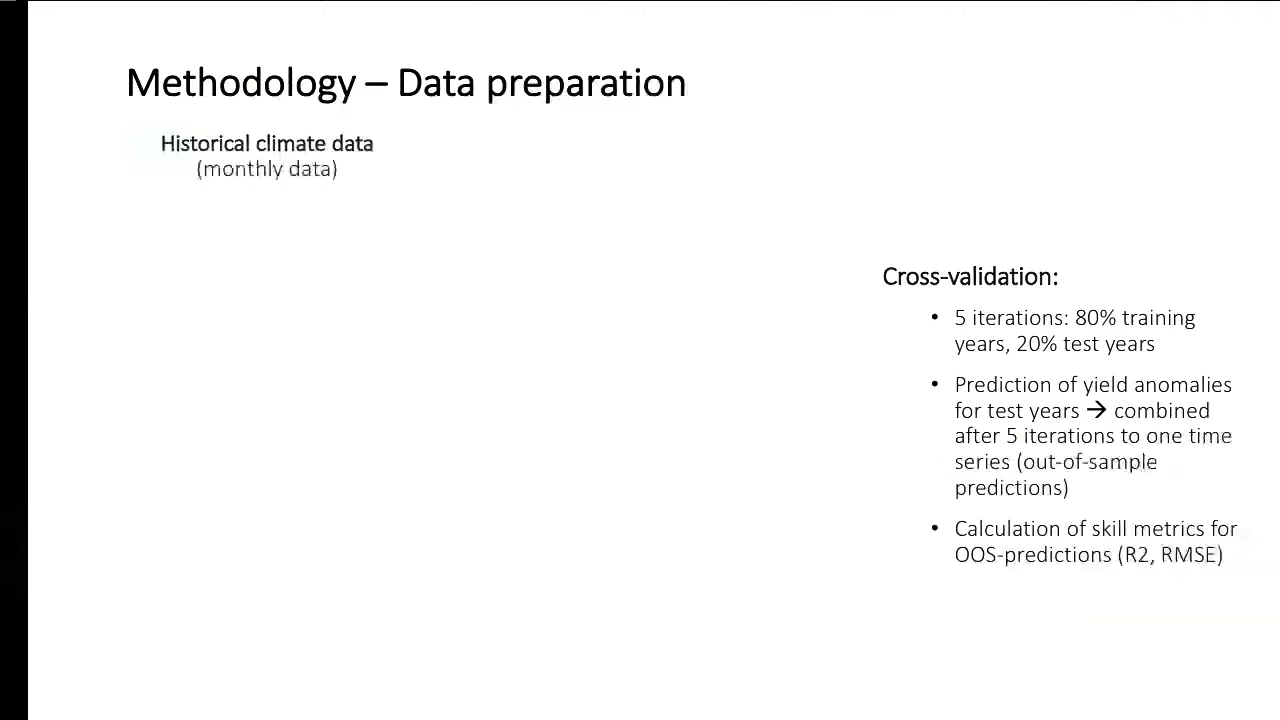 Methodology – Data preparation
Historical climate data
(monthly data)
Cross-validation:
• 5 iterations: 80% training
years, 20% test years
• Prediction of yield anomalies
for test years → combined
after 5 iterations to one time
series (out-of-sample
predictions)
• Calculation of skill metrics for
OOS-predictions (R2, RMSE)